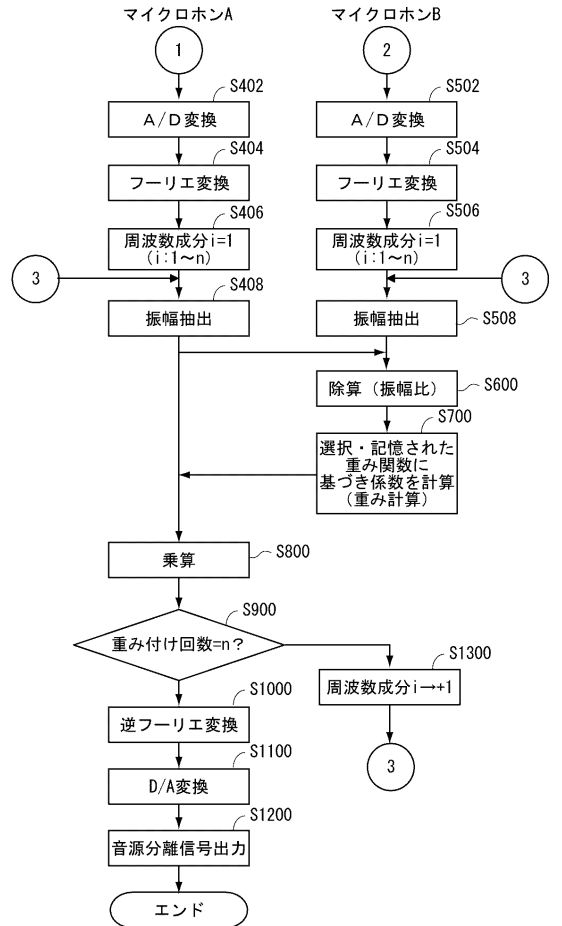 マイクロホンA
マイクロホンB
1
2
S402
S502
A/D変換
A/D変換
S404
S504
フーリエ変換
フーリエ変換
S406
S506
周波数成分i=1
(i:1~n)
周波数成分i=1
(i:1~n)
3
3
S408
振幅抽出
振幅抽出
S508
除算(振幅比)
S600
S700
選択・記憶された
重み関数に
基づき係数を計算
(重み計算)
乗算
S800
S900
重み付け回数=n?
S1300
周波数成分i→+1
3
S1000
逆フーリエ変換
S1100
D/A変換
S1200
音源分離信号出力
エンド